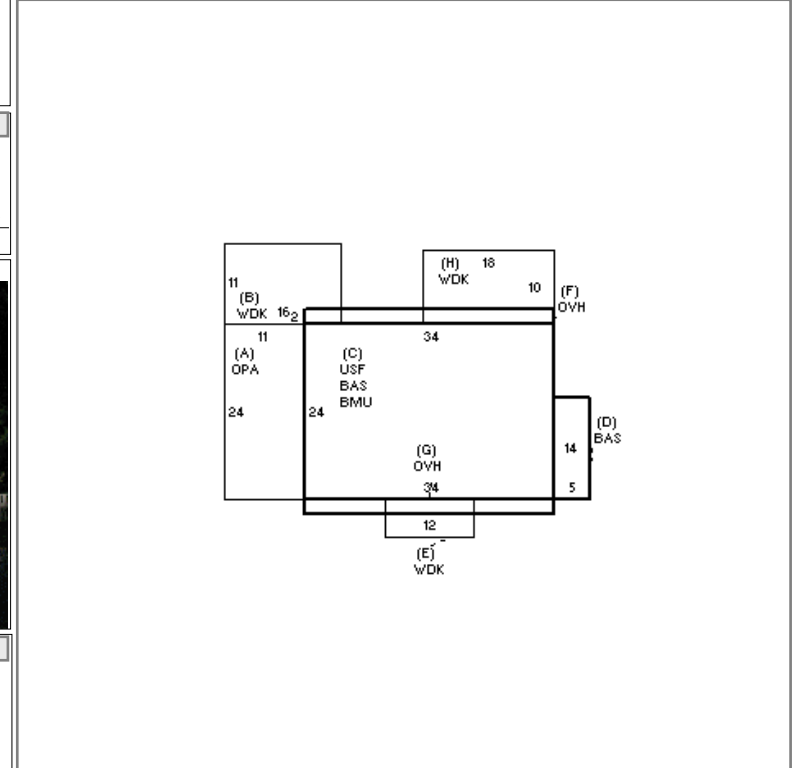 (H) 18
WDK
11
10
(F)
OVH
(B)
WDK 16 2
11
34
(A)
OPA
(C)
USF
BAS
BMU
24
24
(D)
BAS
14
(G)
OVH
34
5
12
(E)
WDK